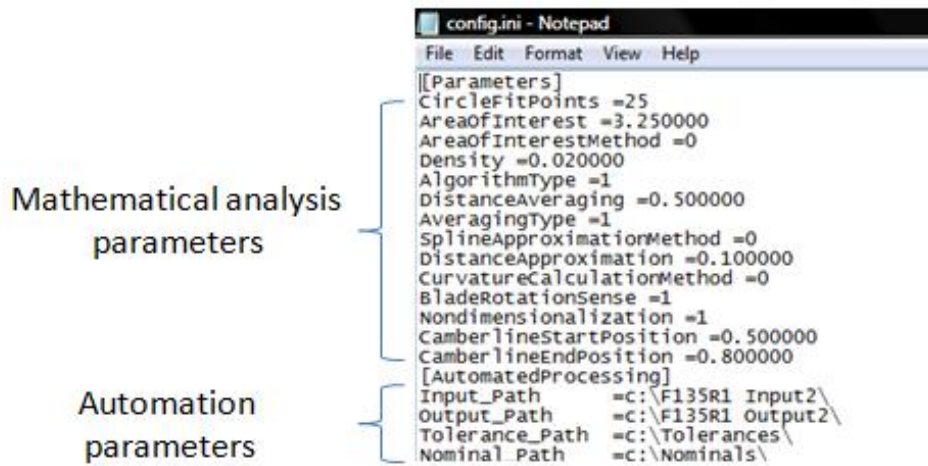 config.ini - Notepad
File Edit Format View Help
[Parameters]
CircleFitPoints =25
AreaOfInterest =3.250000
AreaOfInterestMethod =0
Density =0.020000
AlgorithmType =1
DistanceAveraging =0.500000
AveragingType =1
SplineApproximationMethod =0
DistanceApproximation =0.100000
CurvatureCalculationMethod =0
BladeRotationSense =1
Nondimensionalization =1
CamberlineStartPosition =0.500000
CamberlineEndPosition =0.800000
[AutomatedProcessing]
Input_Path =c:\F135R1 Input2\
Output_Path =c:\F135R1 Output2\
Tolerance_Path =c:\Tolerances\
Nominal_Path =c:\Nominals\
Mathematical analysis
parameters
Automation
parameters